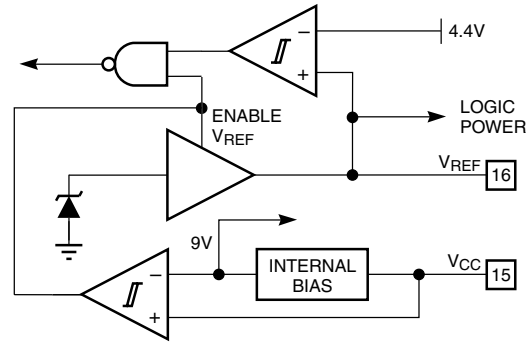 −
4.4V
+
ENABLE
VREF
LOGIC
POWER
VREF
16
9V
−
INTERNAL
BIAS
VCC
15
+